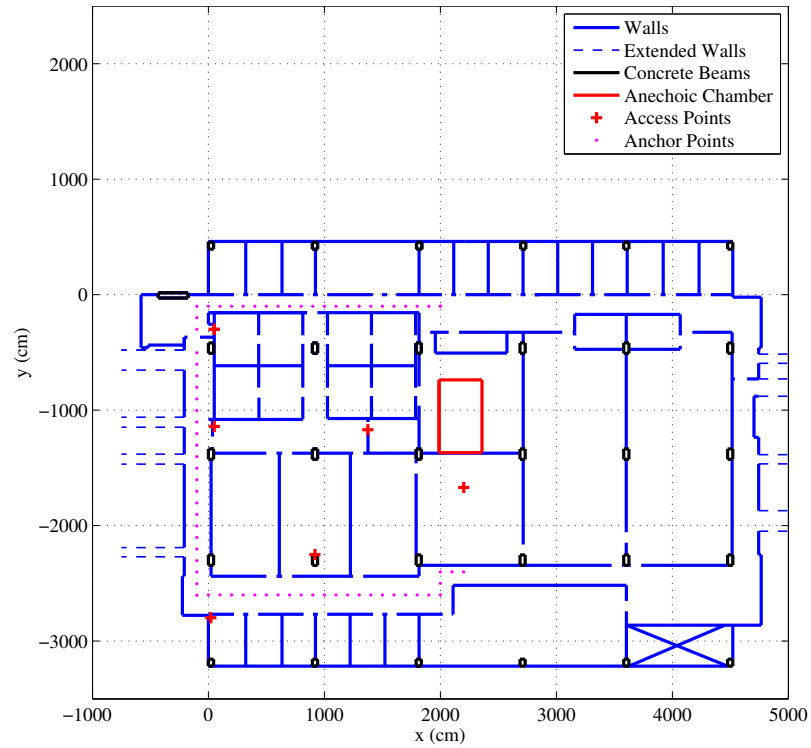 Walls
Extended Walls
Concrete Beams
Anechoic Chamber
Access Points
Anchor Points
2000
1000
0
−1000
−2000
−3000
y (cm)
−1000 0 1000 2000 3000 4000 5000
x (cm)